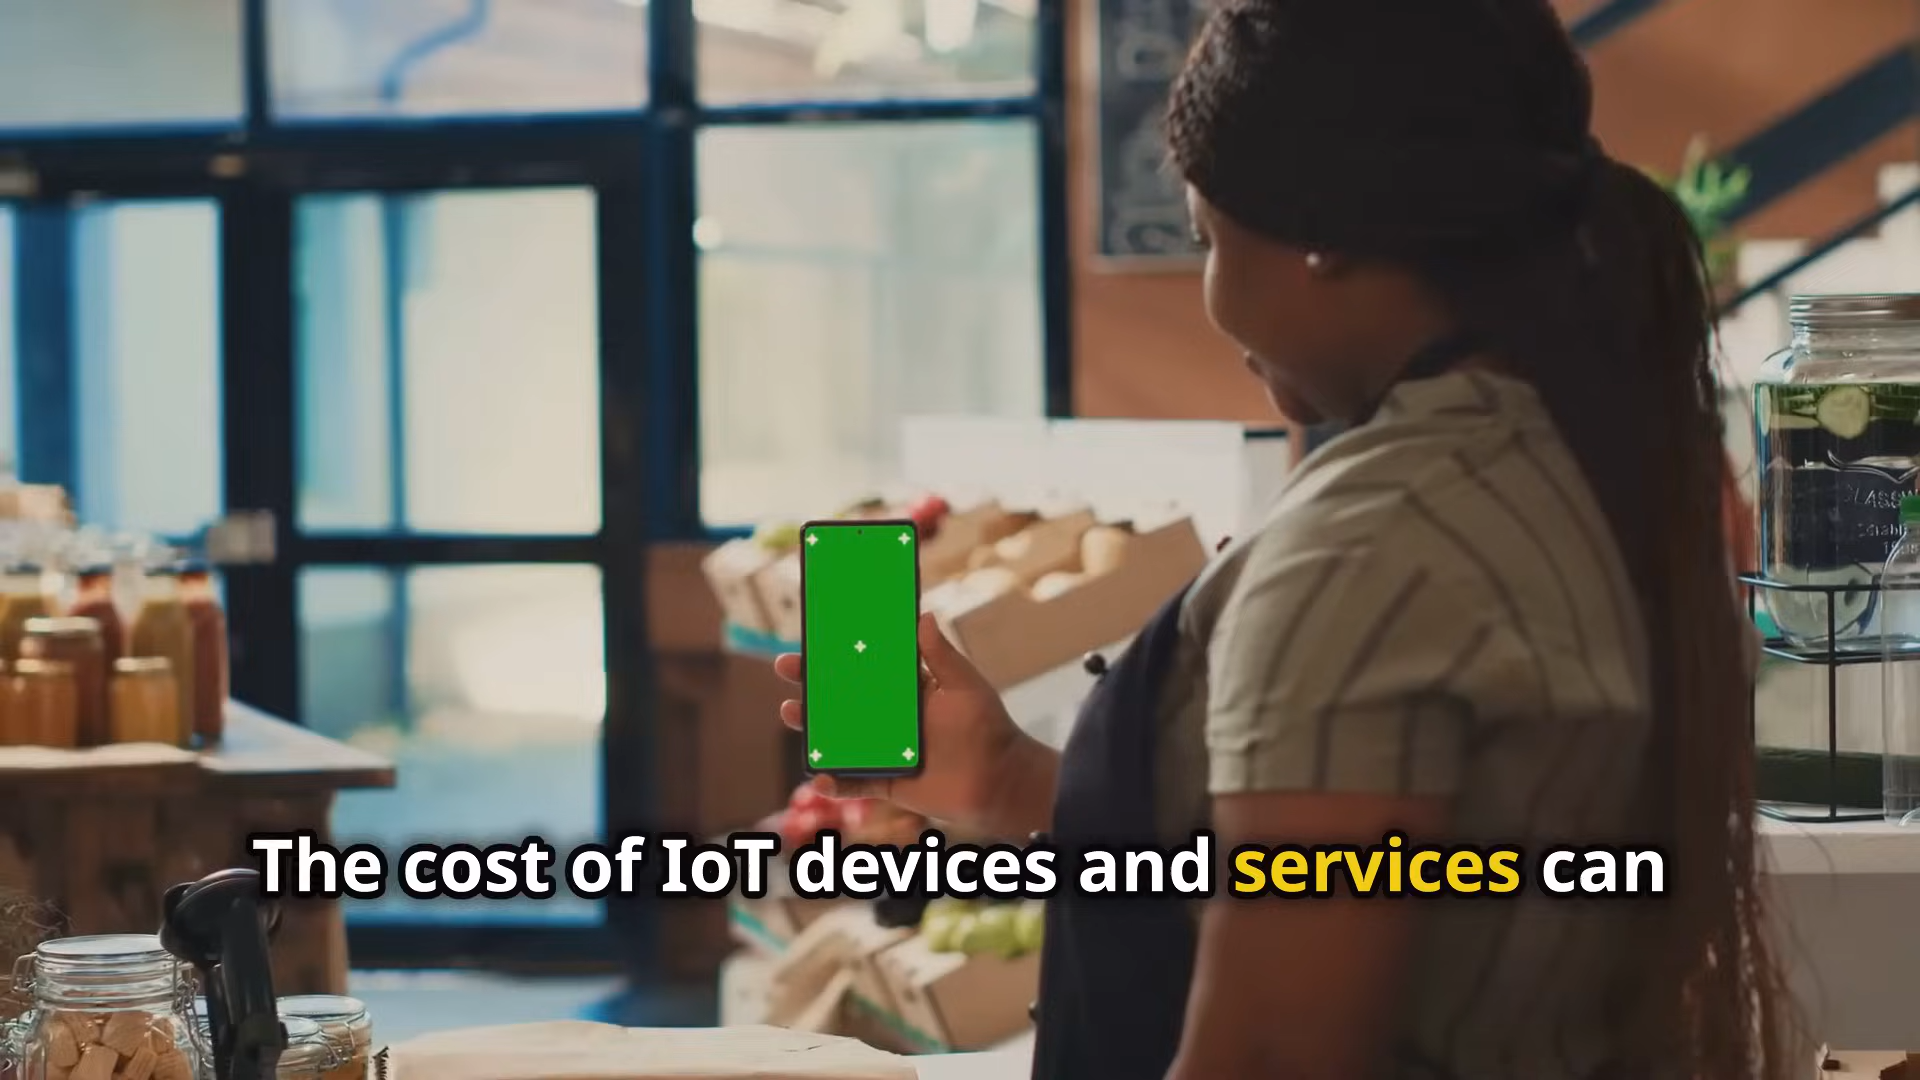 The cost of IoT devices and services can